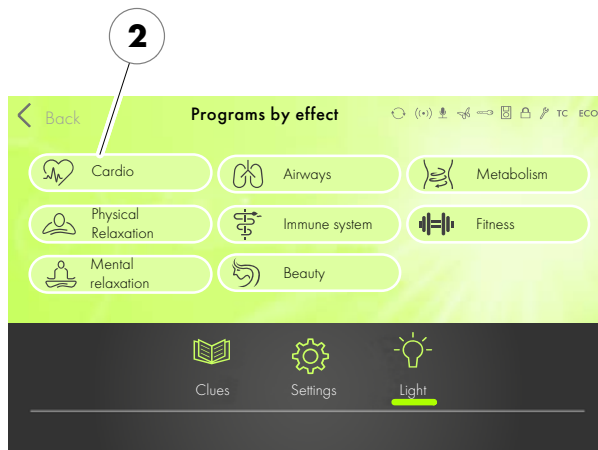 2
Back
Programs by effect
TC ECO
Cardio
Airways
Metabolism
Physical
Relaxation
Immune system
Fitness
Mental
relaxation
Beauty
Clues
Settings
Light